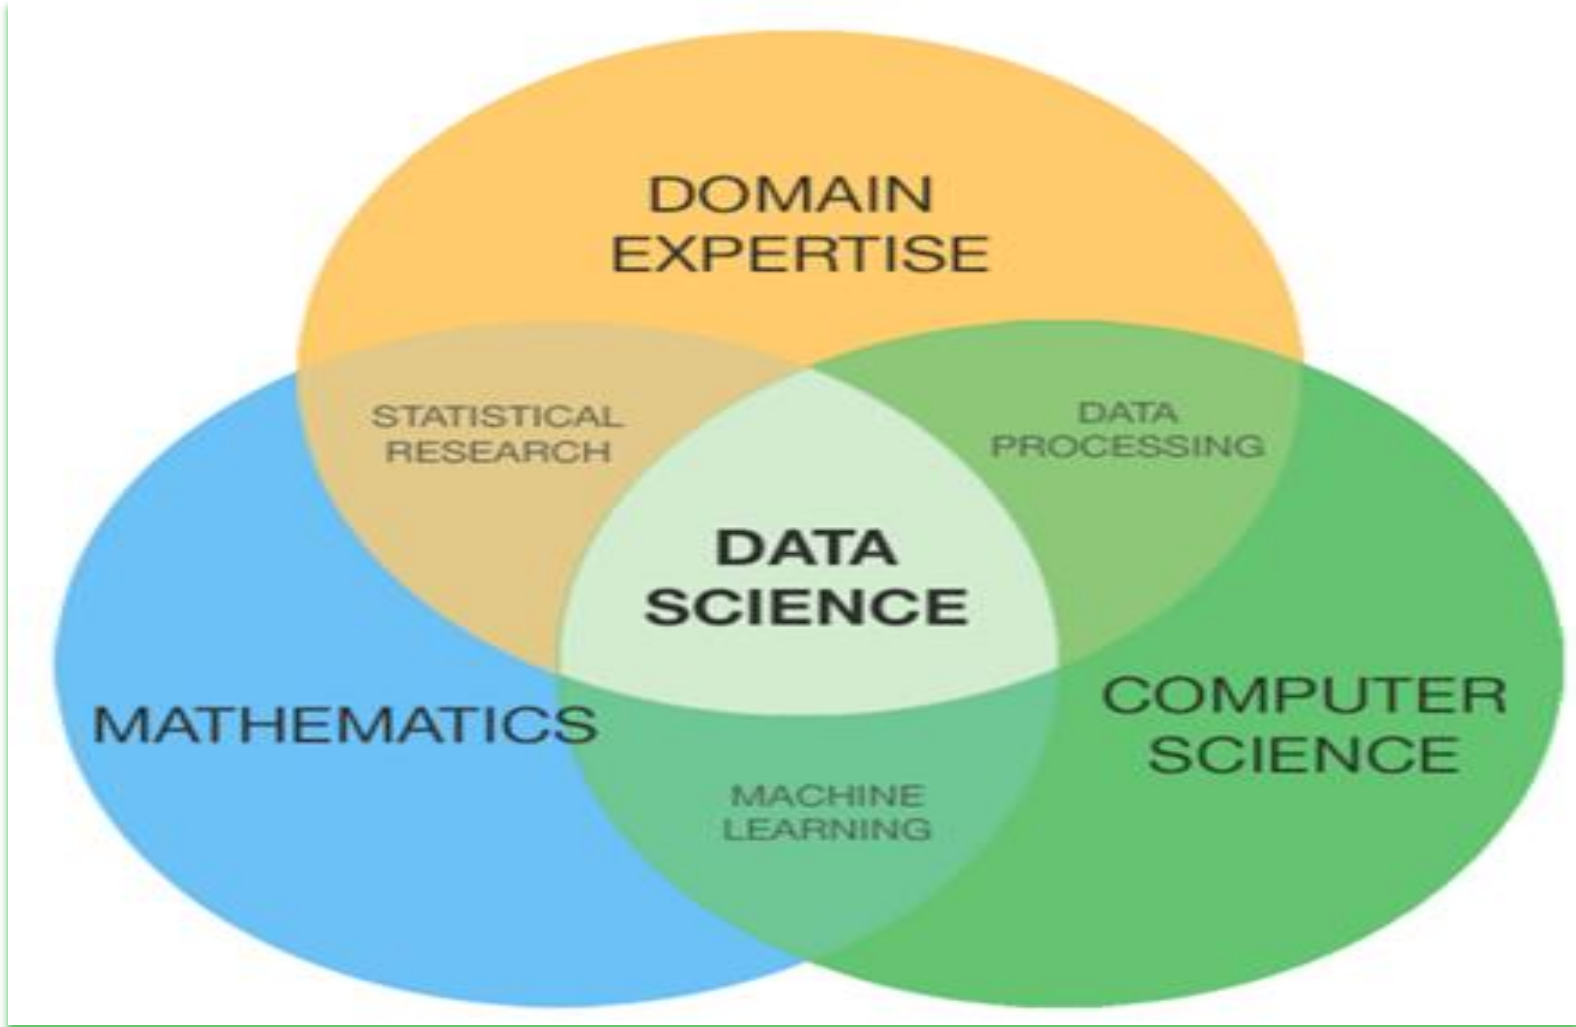 DOMAIN
EXPERTISE
STATISTICAL
RESEARCH
DATA
PROCESSING
DATA
SCIENCE
MATHEMATICS
COMPUTER
SCIENCE
MACHINE
LEARNING